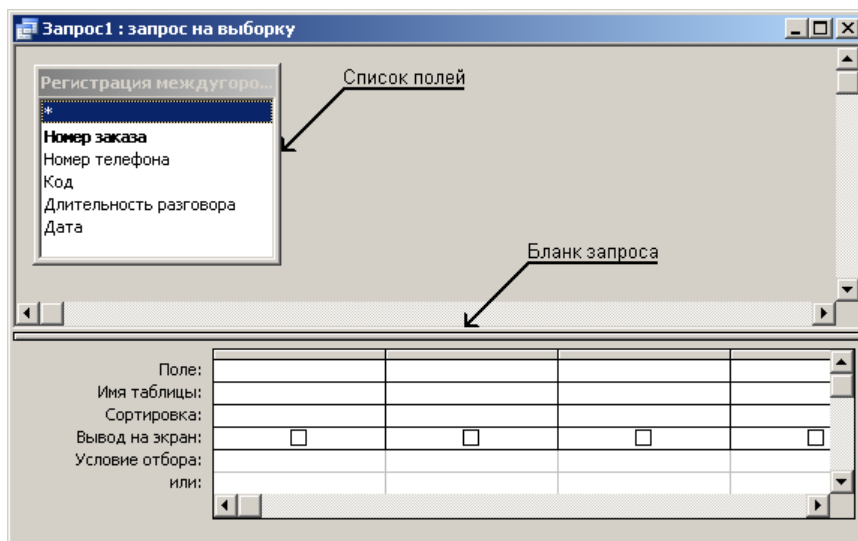 Запрос1 : запрос на выборку
Регистрация междугоро...
Список полей
*
Номер заказа
Номер телефона
Код
Длительность разговора
Дата
Бланк запроса
Поле:
Имя таблицы:
Сортировка:
Вывод на экран:
Условие отбора:
или: